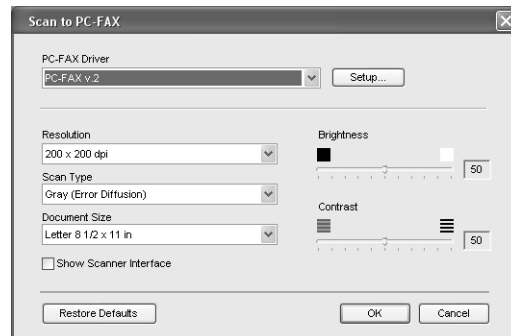 Scan to PC-FAX
PC-FAX Driver
PC-FAX v.2
Setup...
Resolution
200 x 200 dpi
Scan Type
Gray (Error Diffusion)
Document Size
Letter 8 1/2 x 11 in
Show Scanner Interface
Brightness
50
Contrast
50
Restore Defaults
OK
Cancel